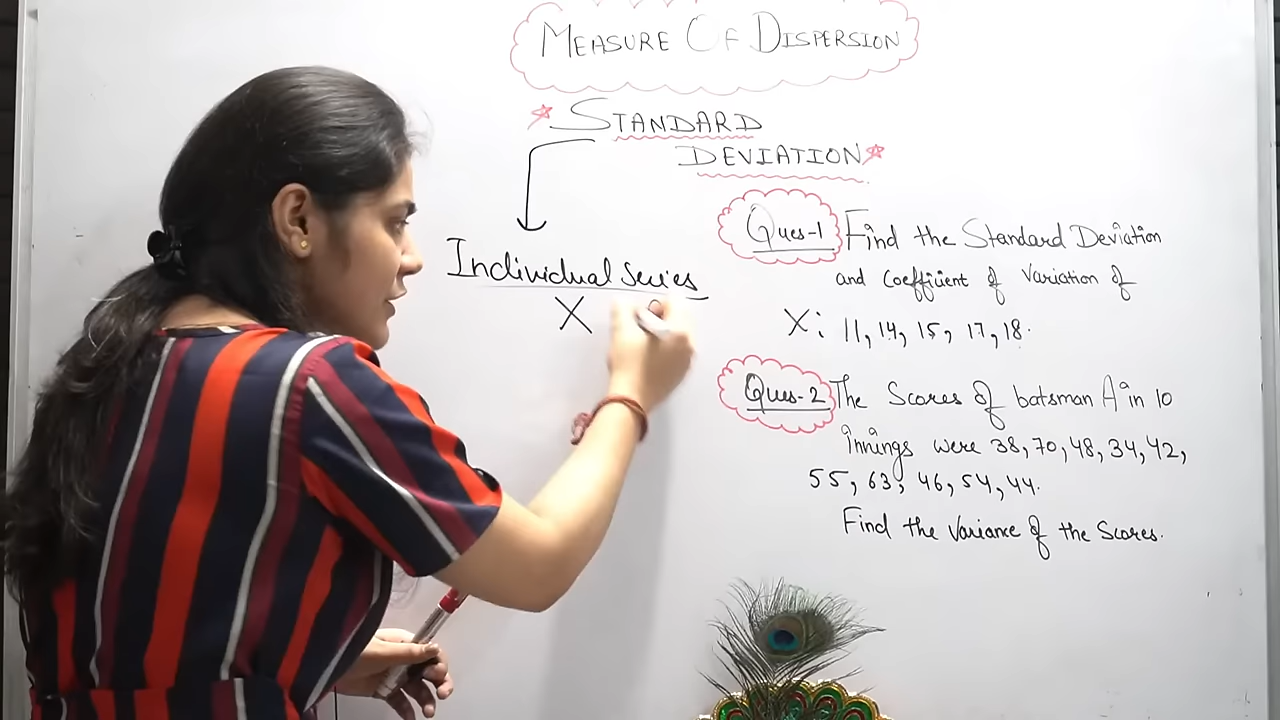 MEASURE OF DISPERSION
STANDARD
DEVIATION
Individual Series
X
Ques-1 Find the Standard Deviation
and Coefficient of Variation of
X: 11, 14, 15, 17, 18.
Ques-2 The Scores of batsman A in 10
innings were 38, 70, 48, 34, 42,
55, 63, 46, 54, 44.
Find the Variance of the Scores.